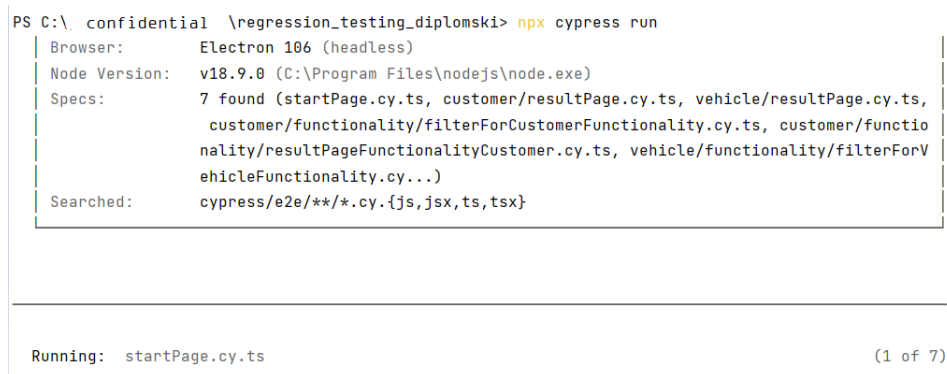 PS C:\ confidential \regression_testing_diplomski> npx cypress run
Browser: Electron 106 (headless)
Node Version: v18.9.0 (C:\Program Files\nodejs\node.exe)
Specs: 7 found (startPage.cy.ts, customer/resultPage.cy.ts, vehicle/resultPage.cy.ts,
customer/functionality/filterForCustomerFunctionality.cy.ts, customer/functio
nality/resultPageFunctionalityCustomer.cy.ts, vehicle/functionality/filterForV
ehicleFunctionality.cy...)
Searched: cypress/e2e/**/*.cy.{js,jsx,ts,tsx}
Running: startPage.cy.ts (1 of 7)